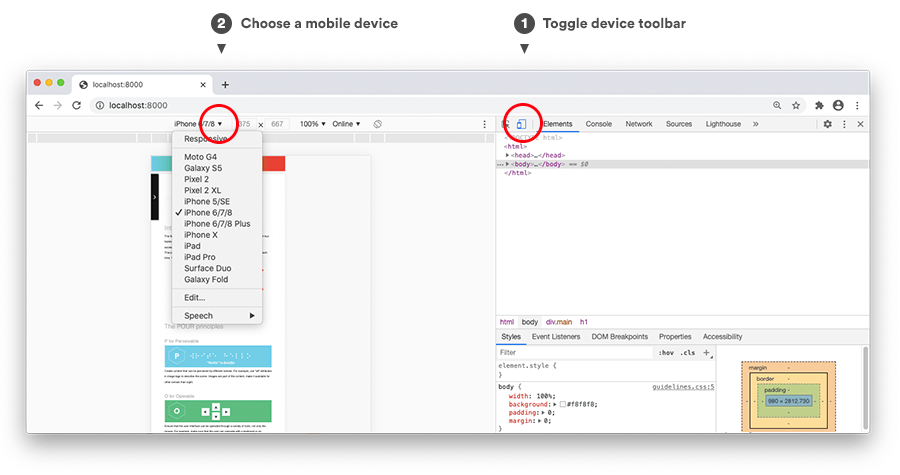 2 Choose a mobile device
1 Toggle device toolbar
localhost:8000
localhost:8000
iPhone 6/7/8 375 × 667 100% Online
Elements Console Network Sources Lighthouse
Responsive
Moto G4
Galaxy S5
Pixel 2
Pixel 2 XL
iPhone 5/SE
iPhone 6/7/8
iPhone 6/7/8 Plus
iPhone X
iPad
iPad Pro
Surface Duo
Galaxy Fold
Edit...
Speech
The POUR principles
P for Perceivable
P
O for Operable
O
<!DOCTYPE html>
<html>
<head>…</head>
… <body>…</body> == $0
</html>
html body div.main h1
Styles Event Listeners DOM Breakpoints Properties Accessibility
Filter :hov .cls +
element.style {
}
body { guidelines.css:5
width: 100%;
background: #f8f8f8;
padding: 0;
margin: 0;
}
margin -
border -
padding -
- 980 × 2812.730 -
-
-